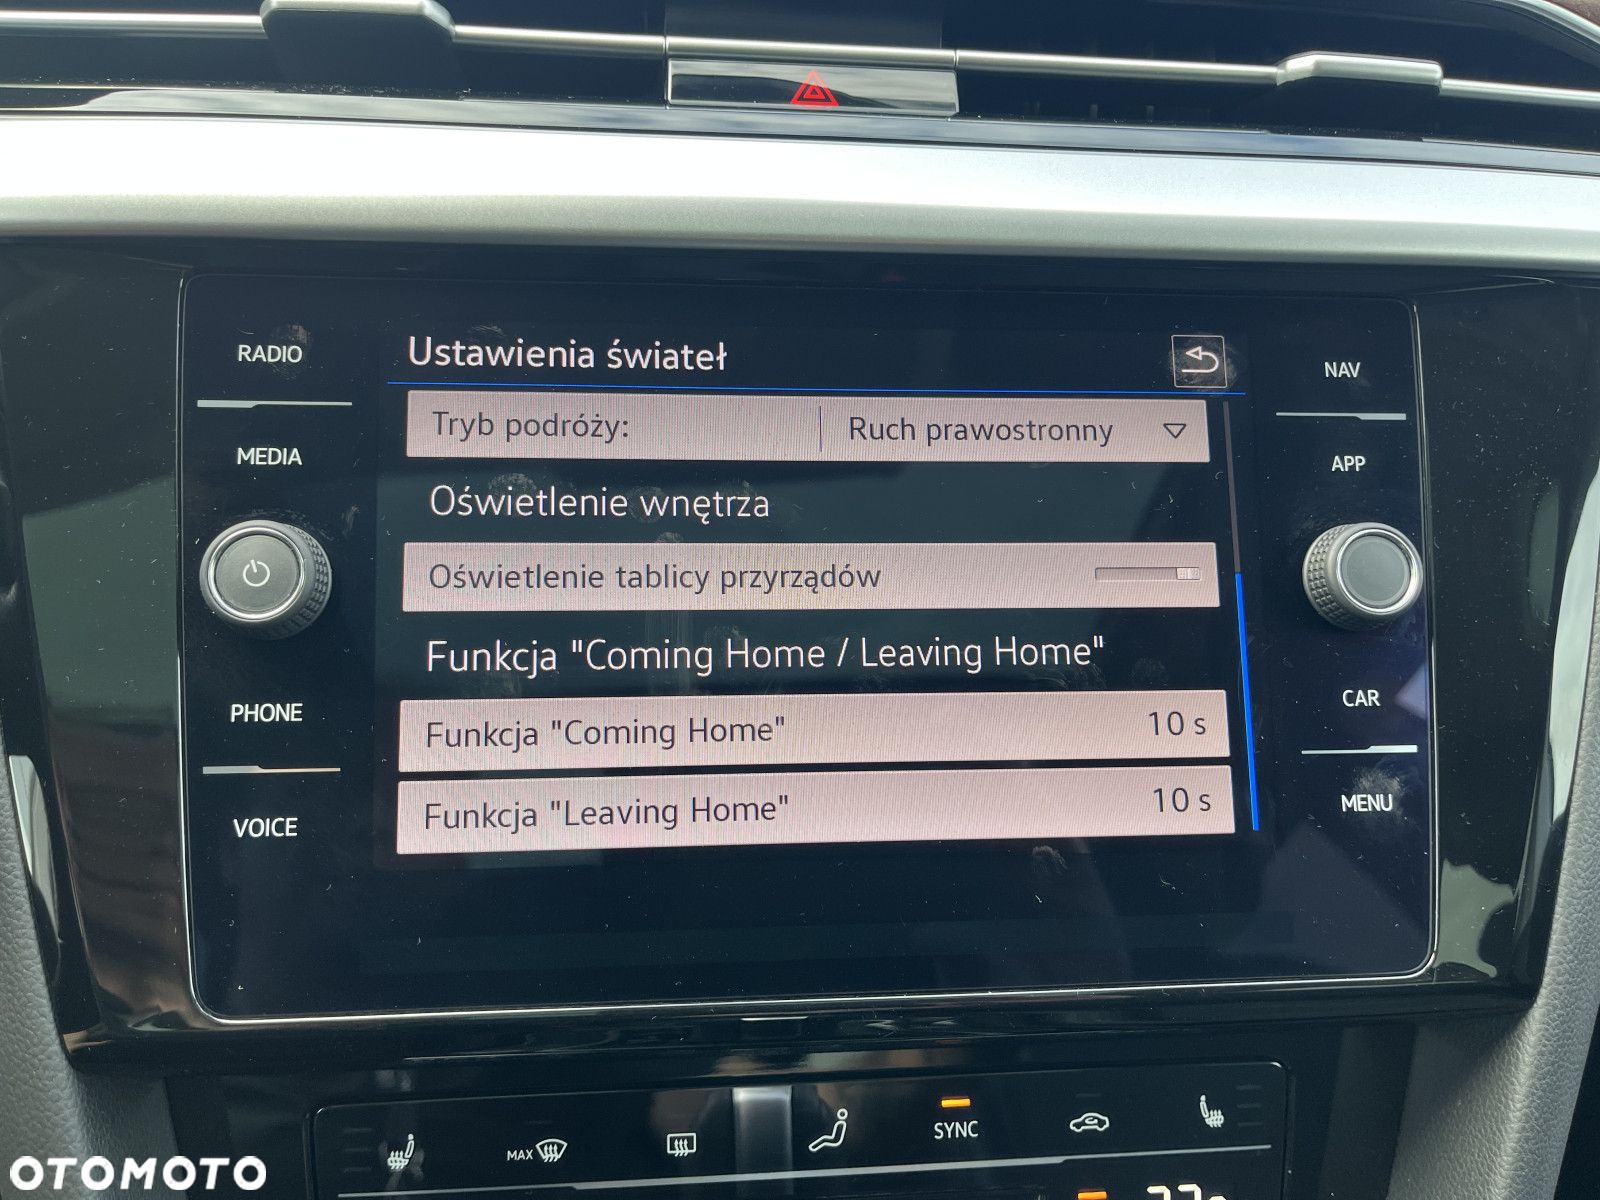 RADIO
MEDIA
PHONE
VOICE
Ustawienia świateł
Tryb podróży: Ruch prawostronny
Oświetlenie wnętrza
Oświetlenie tablicy przyrządów
Funkcja "Coming Home / Leaving Home"
Funkcja "Coming Home" 10 s
Funkcja "Leaving Home" 10 s
NAV
APP
CAR
MENU
MAX
SYNC
OTOMOTO